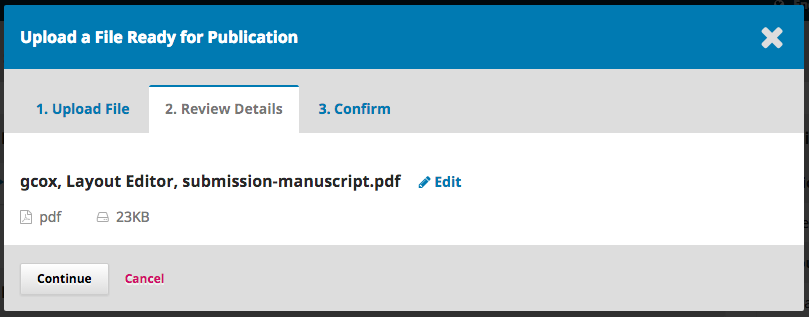 Upload a File Ready for Publication
1. Upload File
2. Review Details
3. Confirm
gcox, Layout Editor, submission-manuscript.pdf
Edit
pdf
23KB
Continue
Cancel